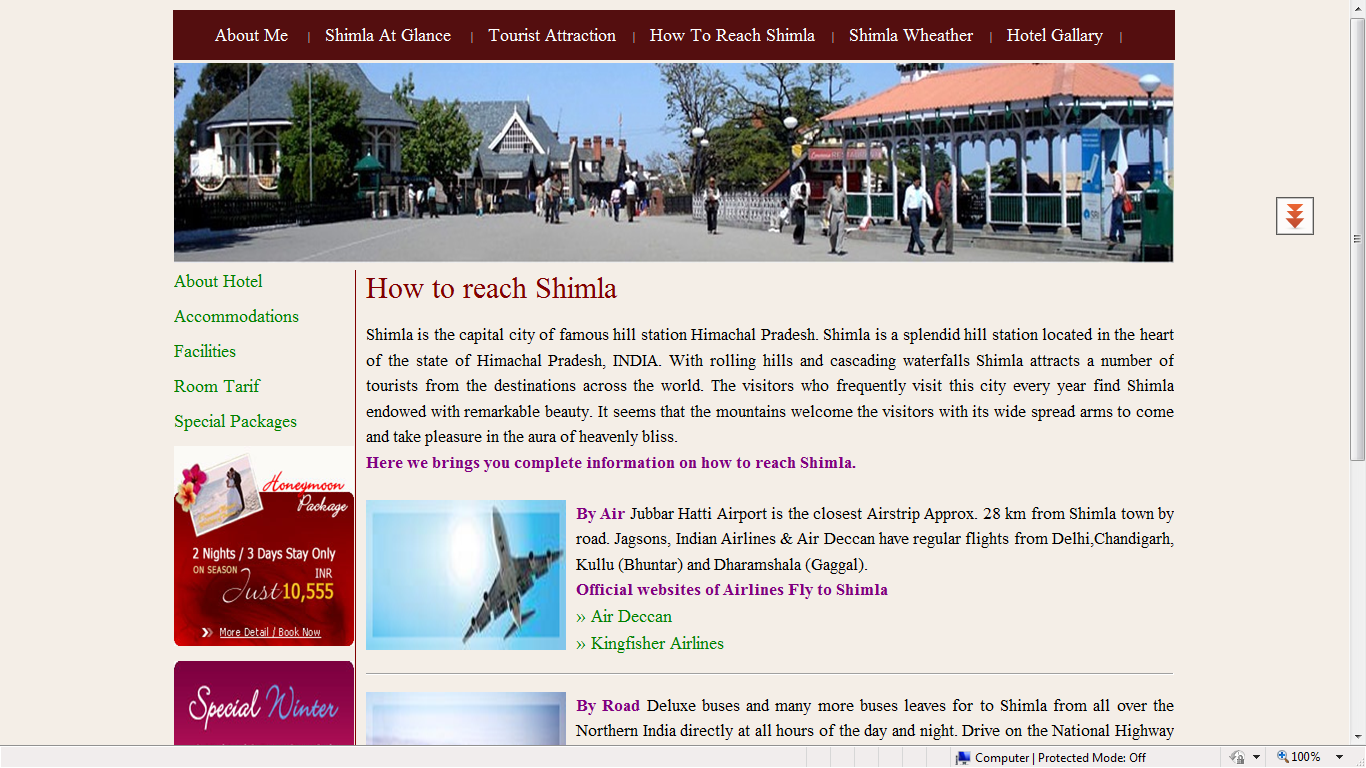 About Me | Shimla At Glance | Tourist Attraction | How To Reach Shimla | Shimla Wheather | Hotel Gallary |
RESTAURANT
SBI
About Hotel
Accommodations
Facilities
Room Tarif
Special Packages
Honeymoon
Package
2 Nights / 3 Days Stay Only
ON SEASON
INR
Just 10,555
More Detail / Book Now
Special Winter
How to reach Shimla
Shimla is the capital city of famous hill station Himachal Pradesh. Shimla is a splendid hill station located in the heart
of the state of Himachal Pradesh, INDIA. With rolling hills and cascading waterfalls Shimla attracts a number of
tourists from the destinations across the world. The visitors who frequently visit this city every year find Shimla
endowed with remarkable beauty. It seems that the mountains welcome the visitors with its wide spread arms to come
and take pleasure in the aura of heavenly bliss.
Here we brings you complete information on how to reach Shimla.
By Air Jubbar Hatti Airport is the closest Airstrip Approx. 28 km from Shimla town by
road. Jagsons, Indian Airlines & Air Deccan have regular flights from Delhi,Chandigarh,
Kullu (Bhuntar) and Dharamshala (Gaggal).
Official websites of Airlines Fly to Shimla
» Air Deccan
» Kingfisher Airlines
By Road Deluxe buses and many more buses leaves for to Shimla from all over the
Northern India directly at all hours of the day and night. Drive on the National Highway
Computer | Protected Mode: Off
100%